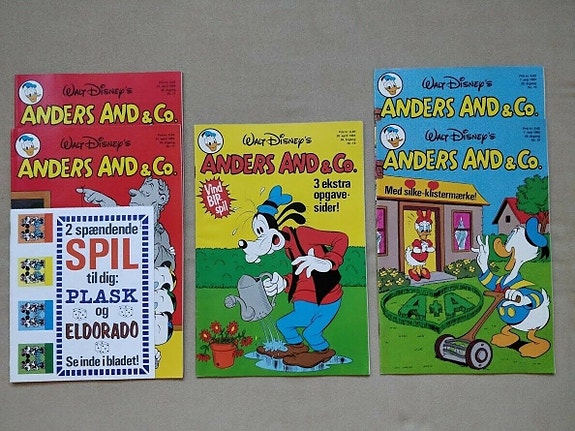 WALT DISNEY'S
ANDERS AND & Co.
WALT DISNEY'S
ANDERS AND & Co.
2 spændende
SPIL
til dig:
PLASK
og
ELDORADO
Se inde i bladet!
WALT DISNEY'S
ANDERS AND & Co.
Vind
BIP
spil
3 ekstra
opgave-
sider!
WALT DISNEY'S
ANDERS AND & Co.
WALT DISNEY'S
ANDERS AND & Co.
Med silke-klistermærke!
A+A